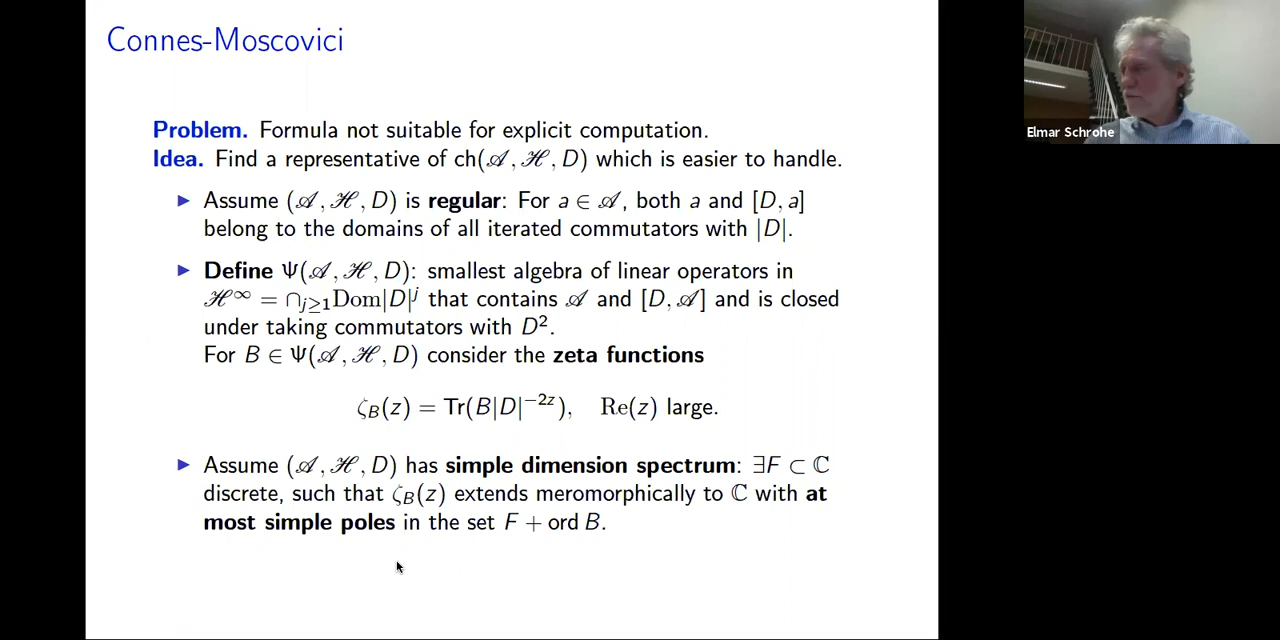 Connes-Moscovici
Problem. Formula not suitable for explicit computation.
Idea. Find a representative of ch(𝒜, ℋ, D) which is easier to handle.
▶ Assume (𝒜, ℋ, D) is regular: For a ∈ 𝒜, both a and [D, a]
belong to the domains of all iterated commutators with |D|.
▶ Define Ψ(𝒜, ℋ, D): smallest algebra of linear operators in
ℋ^∞ = ∩_{j≥1}Dom|D|^j that contains 𝒜 and [D, 𝒜] and is closed
under taking commutators with D².
For B ∈ Ψ(𝒜, ℋ, D) consider the zeta functions
ζ_B(z) = Tr(B|D|^{−2z}), Re(z) large.
▶ Assume (𝒜, ℋ, D) has simple dimension spectrum: ∃F ⊂ ℂ
discrete, such that ζ_B(z) extends meromorphically to ℂ with at
most simple poles in the set F + ord B.
Elmar Schrohe